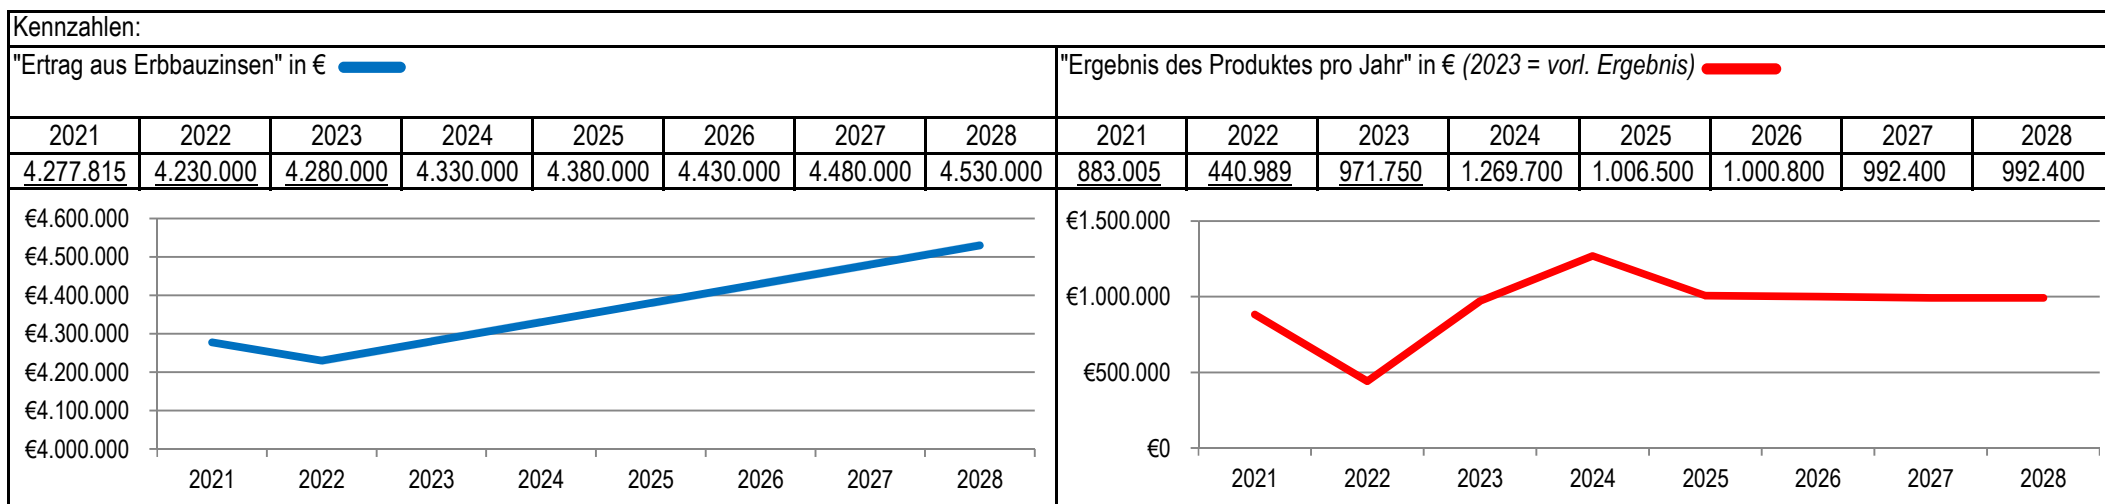 Kennzahlen:
"Ertrag aus Erbbauzinsen" in €
"Ergebnis des Produktes pro Jahr" in € (2023 = vorl. Ergebnis)
2021 2022 2023 2024 2025 2026 2027 2028 2021 2022 2023 2024 2025 2026 2027 2028
4.277.815 4.230.000 4.280.000 4.330.000 4.380.000 4.430.000 4.480.000 4.530.000 883.005 440.989 971.750 1.269.700 1.006.500 1.000.800 992.400 992.400
€4.600.000
€4.500.000
€4.400.000
€4.300.000
€4.200.000
€4.100.000
€4.000.000
2021 2022 2023 2024 2025 2026 2027 2028
€1.500.000
€1.000.000
€500.000
€0
2021 2022 2023 2024 2025 2026 2027 2028